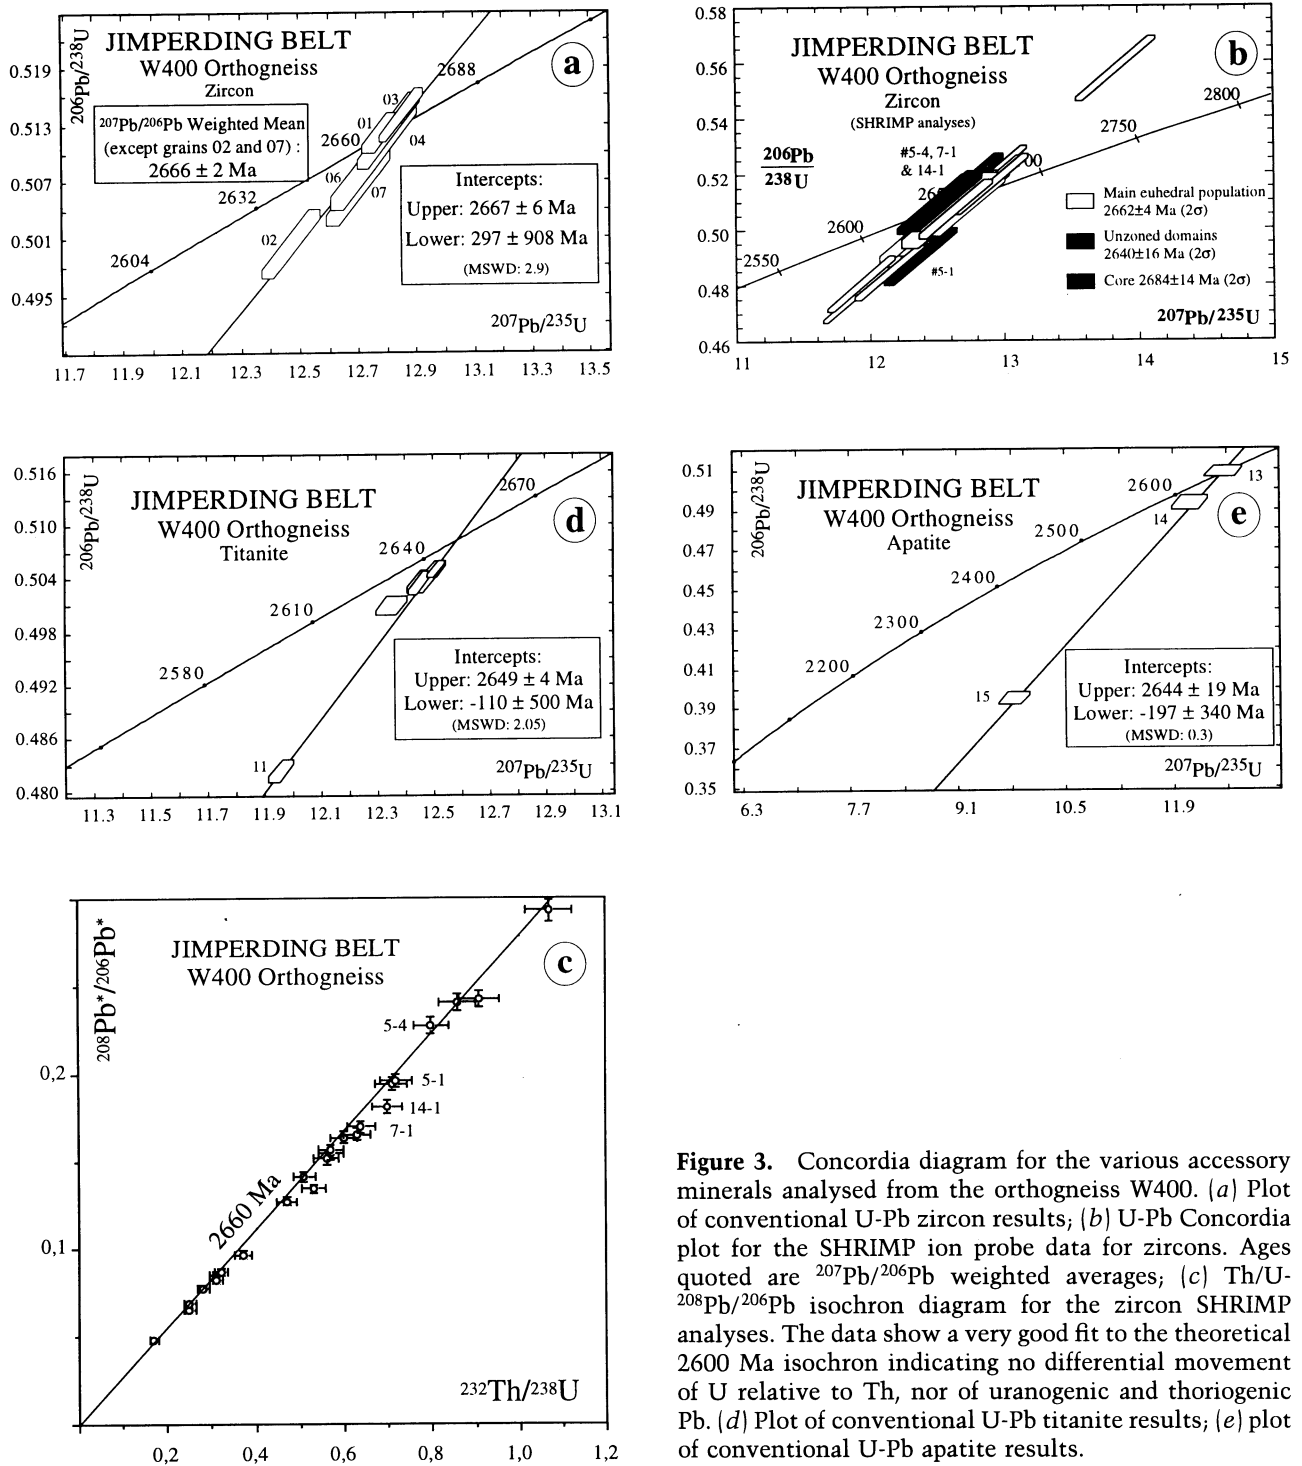 JIMPERDING BELT
W400 Orthogneiss
Zircon
a
206Pb/238U
207Pb/206Pb Weighted Mean
(except grains 02 and 07) :
2666 ± 2 Ma
Intercepts:
Upper: 2667 ± 6 Ma
Lower: 297 ± 908 Ma
(MSWD: 2.9)
2688
2660
2632
2604
03
01
04
06
07
02
0.519
0.513
0.507
0.501
0.495
207Pb/235U
11.7 11.9 12.1 12.3 12.5 12.7 12.9 13.1 13.3 13.5
JIMPERDING BELT
W400 Orthogneiss
Zircon
(SHRIMP analyses)
b
206Pb
238U
#5-4, 7-1
& 14-1
#5-1
2800
2750
00
26
2600
2550
Main euhedral population
2662±4 Ma (2σ)
Unzoned domains
2640±16 Ma (2σ)
Core 2684±14 Ma (2σ)
207Pb/235U
0.58
0.56
0.54
0.52
0.50
0.48
0.46
11 12 13 14 15
JIMPERDING BELT
W400 Orthogneiss
Titanite
d
206Pb/238U
2670
2640
2610
2580
11
Intercepts:
Upper: 2649 ± 4 Ma
Lower: -110 ± 500 Ma
(MSWD: 2.05)
207Pb/235U
0.516
0.510
0.504
0.498
0.492
0.486
0.480
11.3 11.5 11.7 11.9 12.1 12.3 12.5 12.7 12.9 13.1
JIMPERDING BELT
W400 Orthogneiss
Apatite
e
206Pb/238U
2600
2500
2400
2300
2200
13
14
15
Intercepts:
Upper: 2644 ± 19 Ma
Lower: -197 ± 340 Ma
(MSWD: 0.3)
207Pb/235U
0.51
0.49
0.47
0.45
0.43
0.41
0.39
0.37
0.35
6.3 7.7 9.1 10.5 11.9
JIMPERDING BELT
W400 Orthogneiss
c
208Pb*/206Pb*
5-4
5-1
14-1
7-1
2660 Ma
232Th/238U
0,2
0,1
0,2 0,4 0,6 0,8 1,0 1,2
Figure 3. Concordia diagram for the various accessory
minerals analysed from the orthogneiss W400. (a) Plot
of conventional U-Pb zircon results; (b) U-Pb Concordia
plot for the SHRIMP ion probe data for zircons. Ages
quoted are 207Pb/206Pb weighted averages; (c) Th/U-
208Pb/206Pb isochron diagram for the zircon SHRIMP
analyses. The data show a very good fit to the theoretical
2600 Ma isochron indicating no differential movement
of U relative to Th, nor of uranogenic and thoriogenic
Pb. (d) Plot of conventional U-Pb titanite results; (e) plot
of conventional U-Pb apatite results.